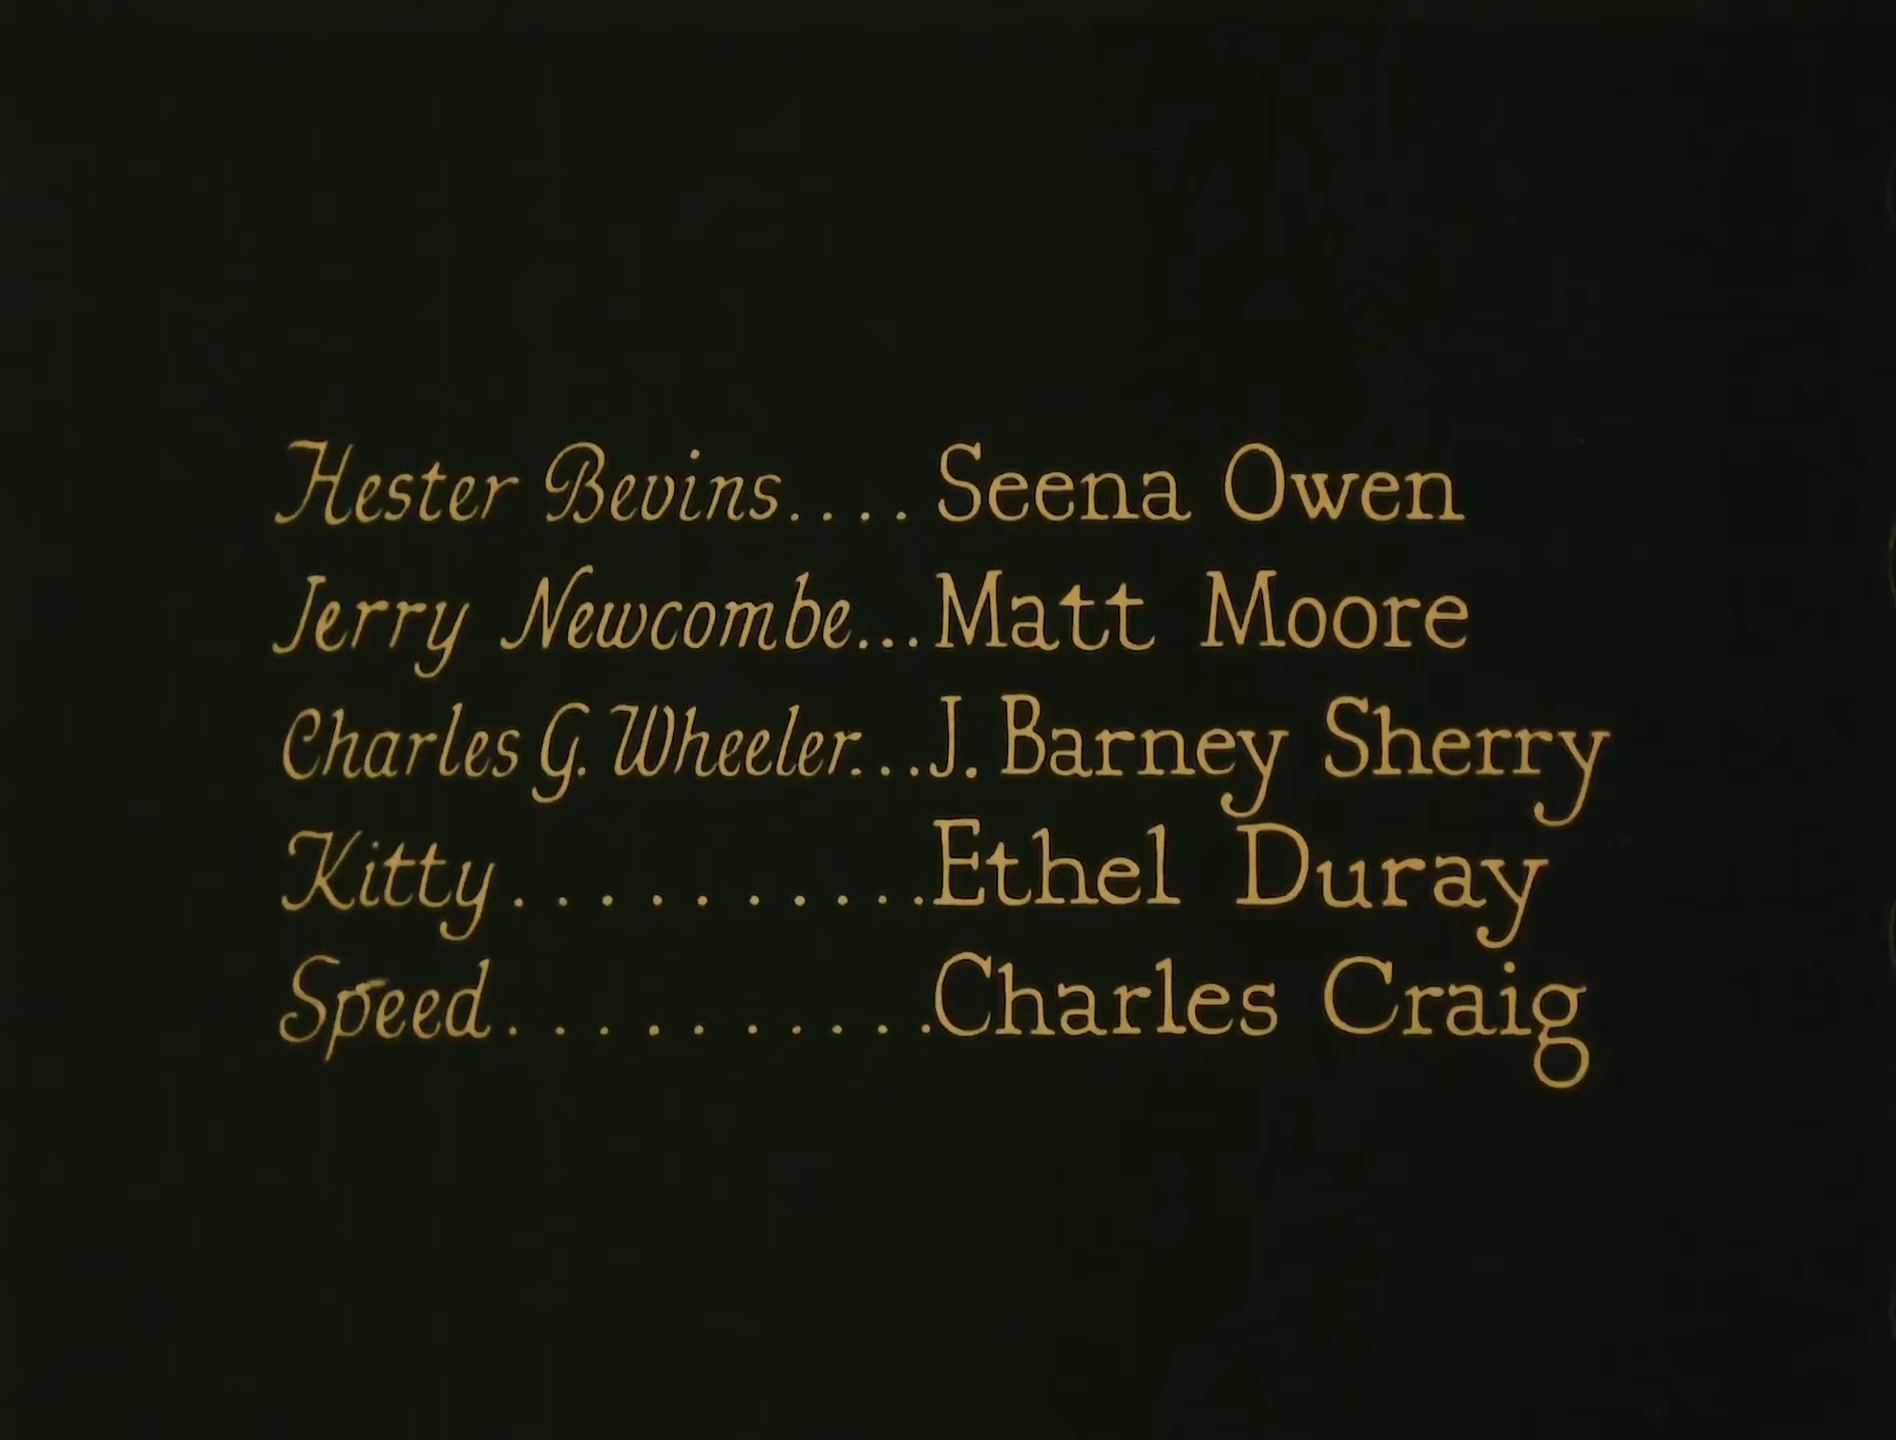 Hester Bevins.... Seena Owen
Jerry Newcombe...Matt Moore
Charles G. Wheeler...J. Barney Sherry
Kitty..........Ethel Duray
Speed..........Charles Craig